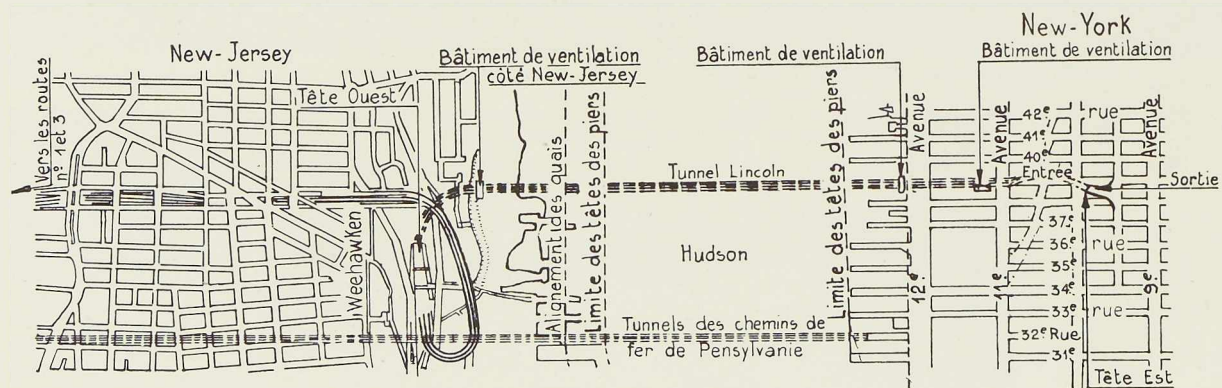 New-Jersey
Bâtiment de ventilation
côté New-Jersey
Bâtiment de ventilation
New-York
Bâtiment de ventilation
Vers les routes
nº 1 et 3
Tête Ouest
Weehawken
Alignement des quais
Limite des têtes des piers
Tunnel Lincoln
Hudson
Tunnels des chemins de
fer de Pensylvanie
Limite des têtes des piers
12e Avenue
11e Avenue
9e Avenue
42e rue
41e
40e
Entrée
Sortie
37e
36e rue
35e
34e
33e rue
32e Rue
31e
Tête Est